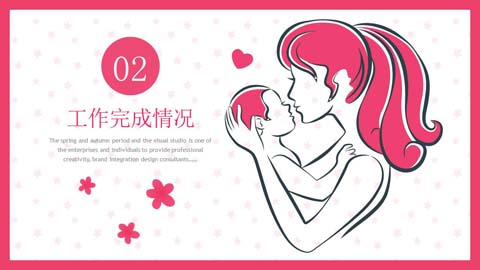 02
工作完成情况
The spring and autumn period and the visual studio is one of
the enterprises and individuals to provide professional
creativity, brand integration design consultants......